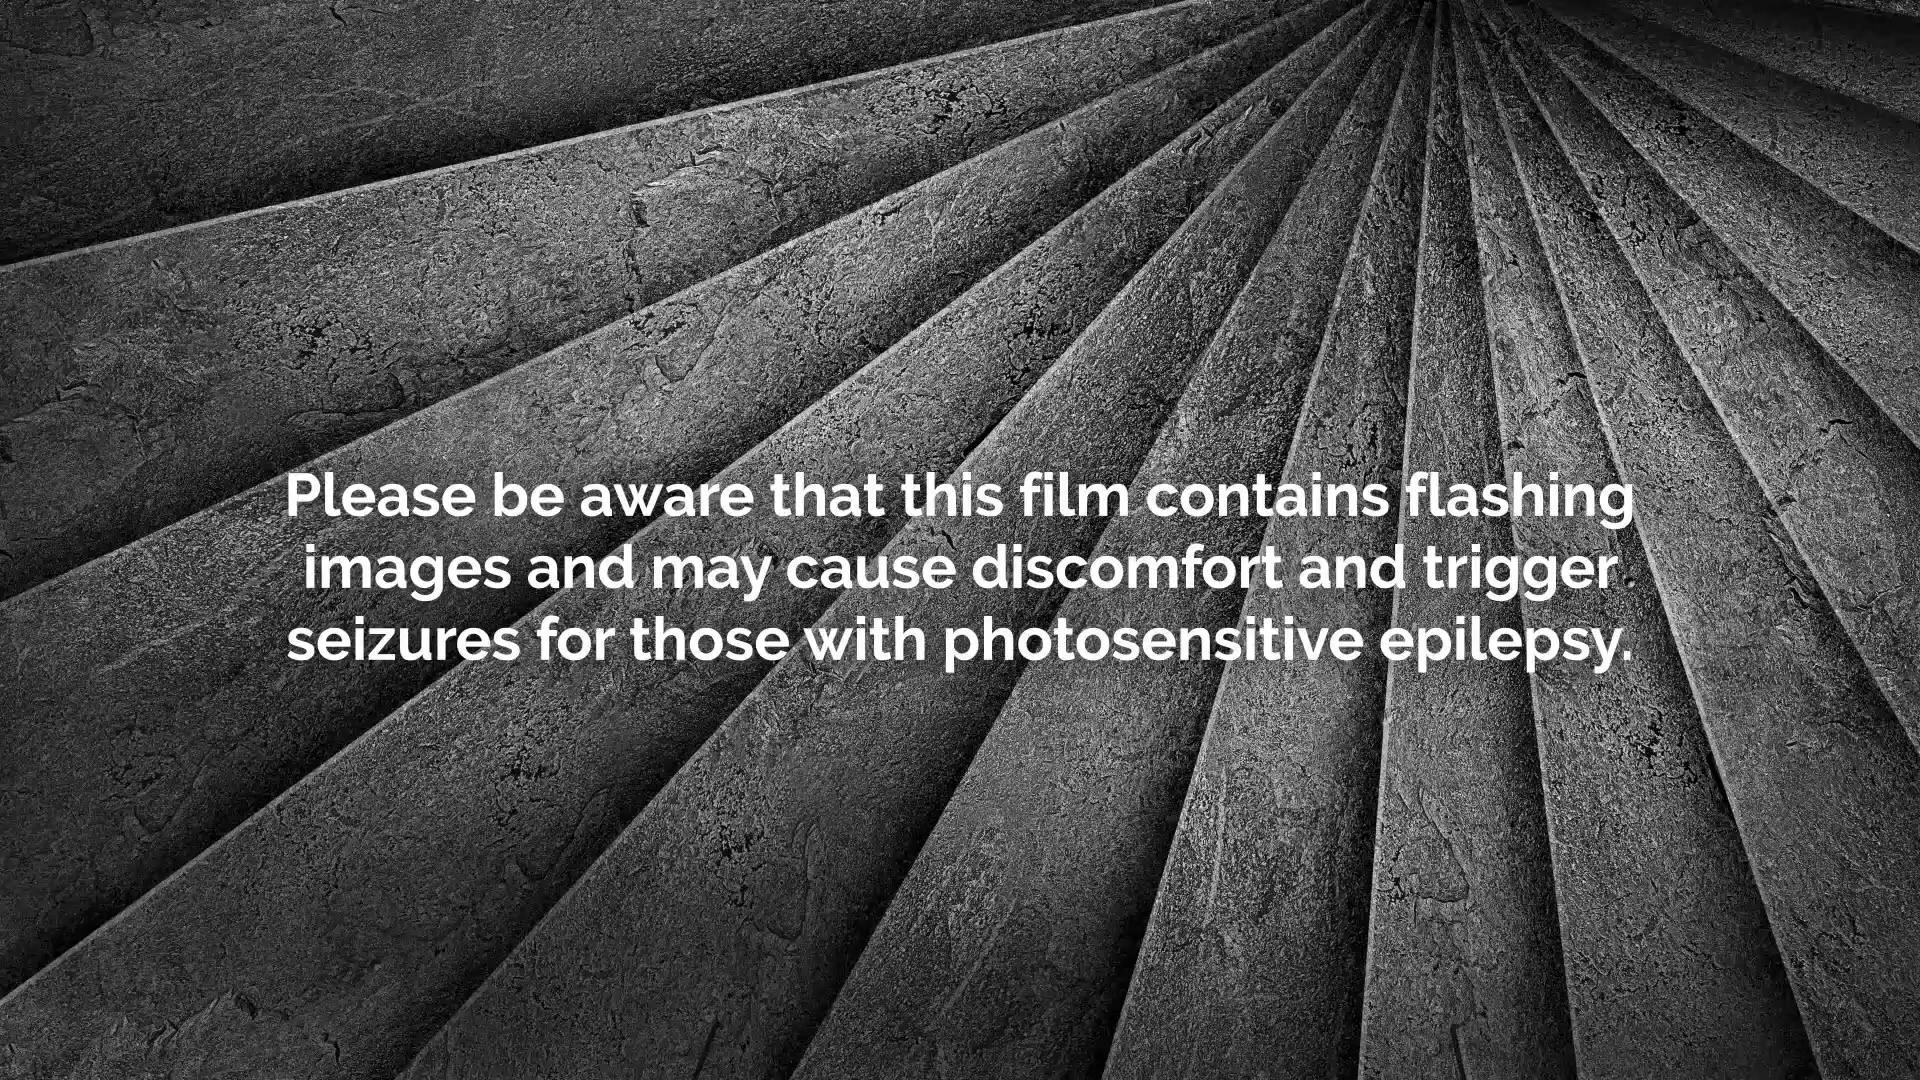 Please be aware that this film contains flashing
images and may cause discomfort and trigger
seizures for those with photosensitive epilepsy.